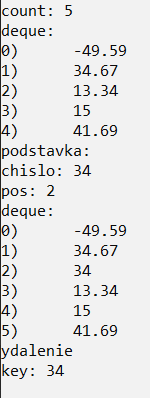 count: 5
deque:
0) -49.59
1) 34.67
2) 13.34
3) 15
4) 41.69
podstavka:
chislo: 34
pos: 2
deque:
0) -49.59
1) 34.67
2) 34
3) 13.34
4) 15
5) 41.69
ydalenie
key: 34